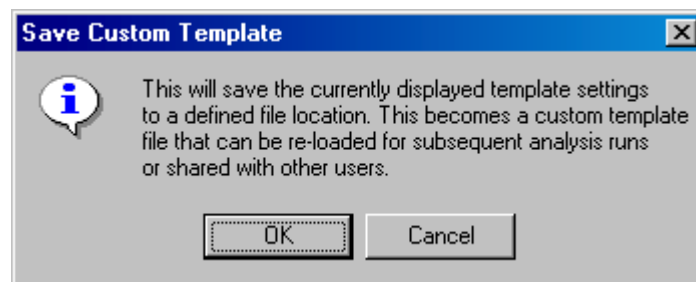 Save Custom Template
This will save the currently displayed template settings
to a defined file location. This becomes a custom template
file that can be re-loaded for subsequent analysis runs
or shared with other users.
OK
Cancel